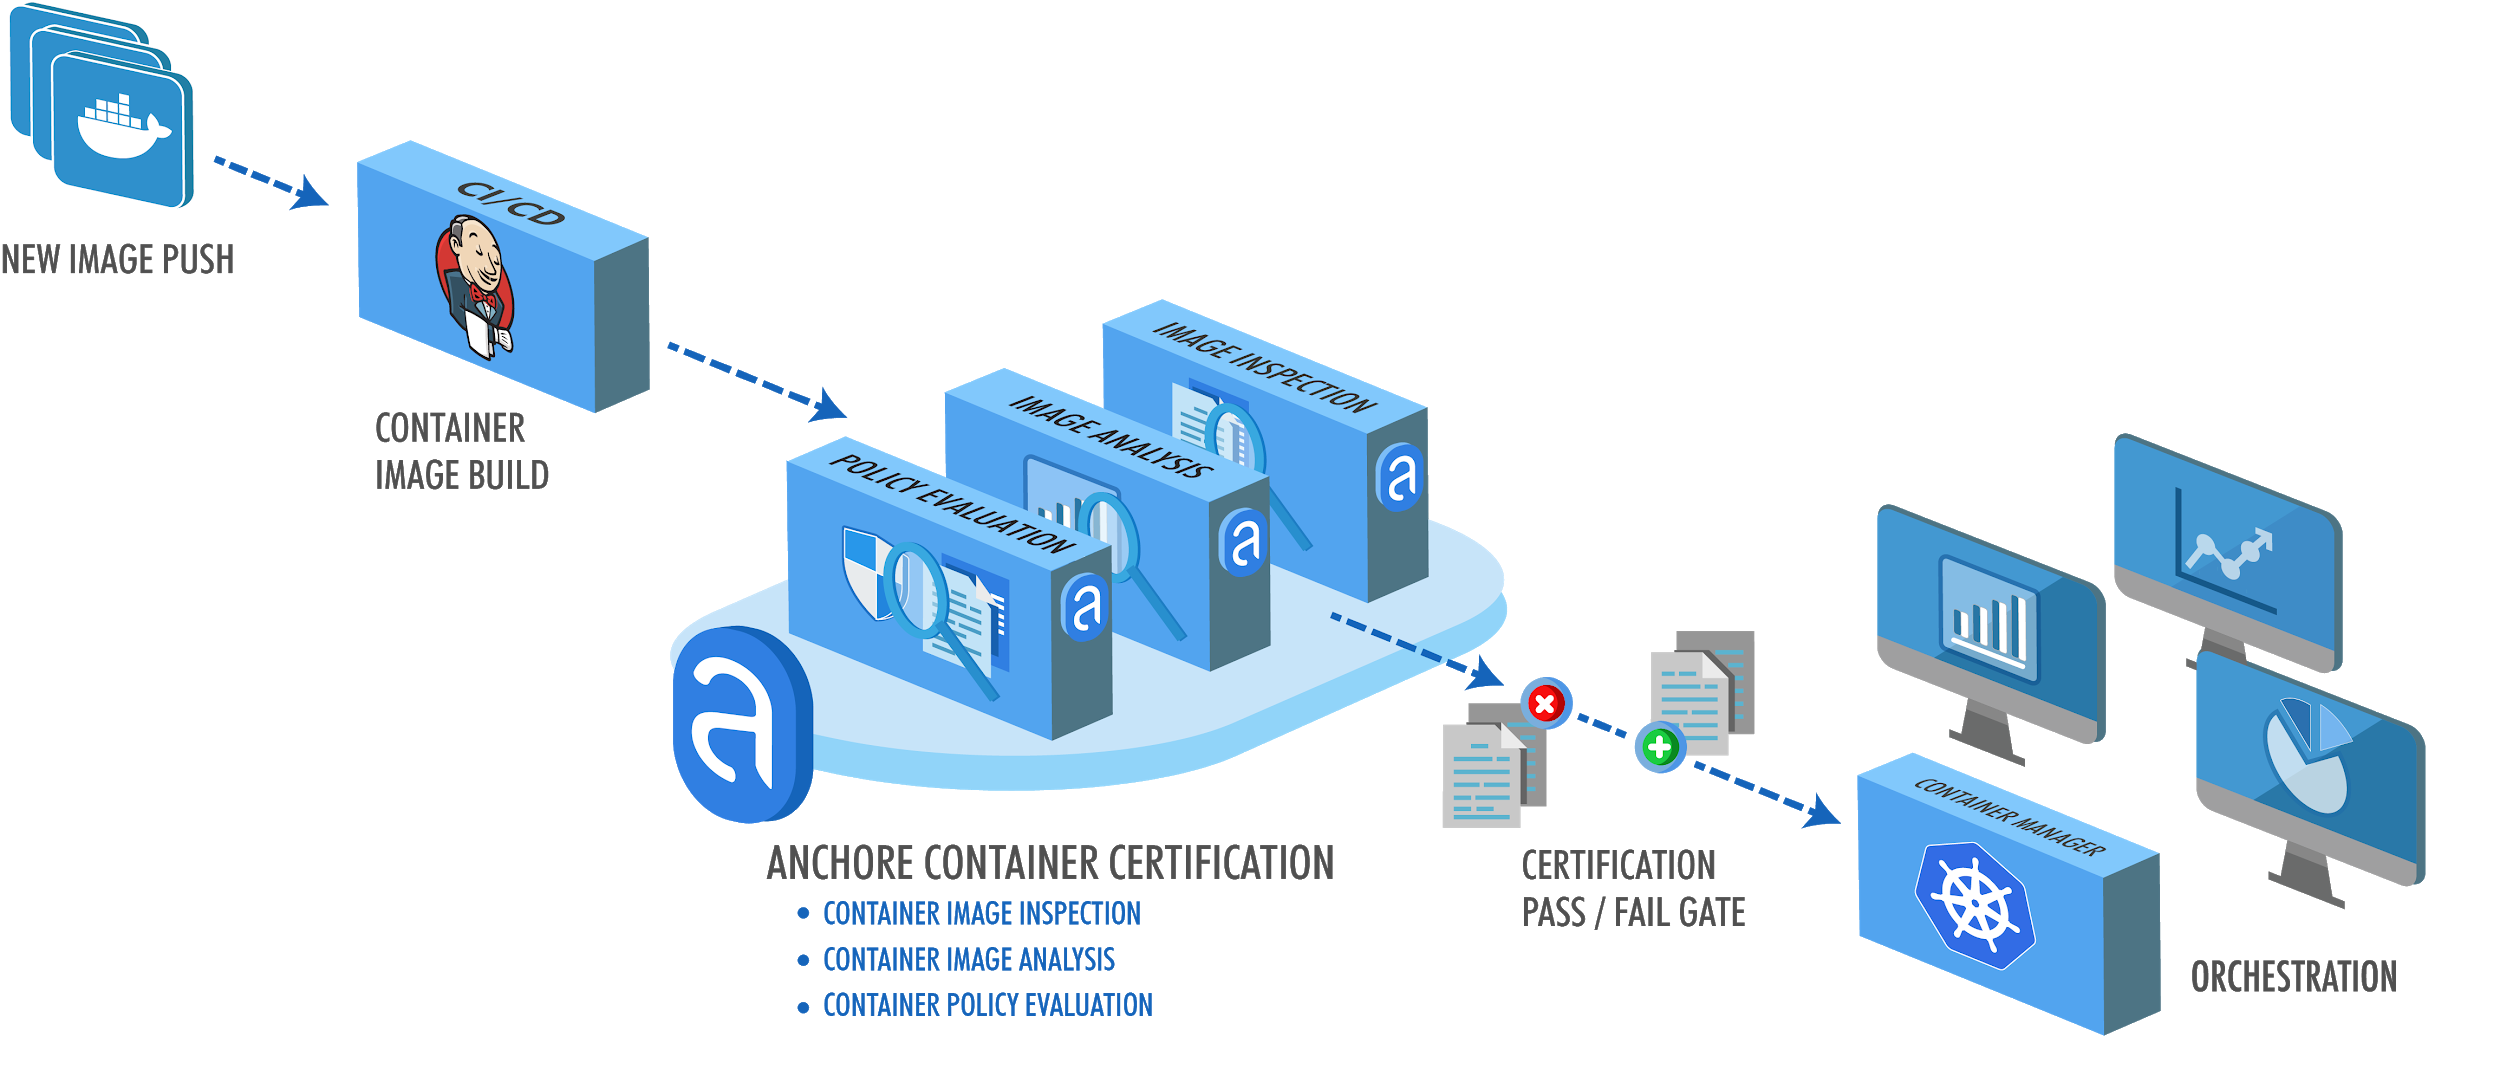 NEW IMAGE PUSH
CI/CD
CONTAINER
IMAGE BUILD
IMAGE INSPECTION
IMAGE ANALYSIS
POLICY EVALUATION
a
a
a
a
ANCHORE CONTAINER CERTIFICATION
• CONTAINER IMAGE INSPECTION
• CONTAINER IMAGE ANALYSIS
• CONTAINER POLICY EVALUATION
CERTIFICATION
PASS / FAIL GATE
CONTAINER MANAGER
ORCHESTRATION